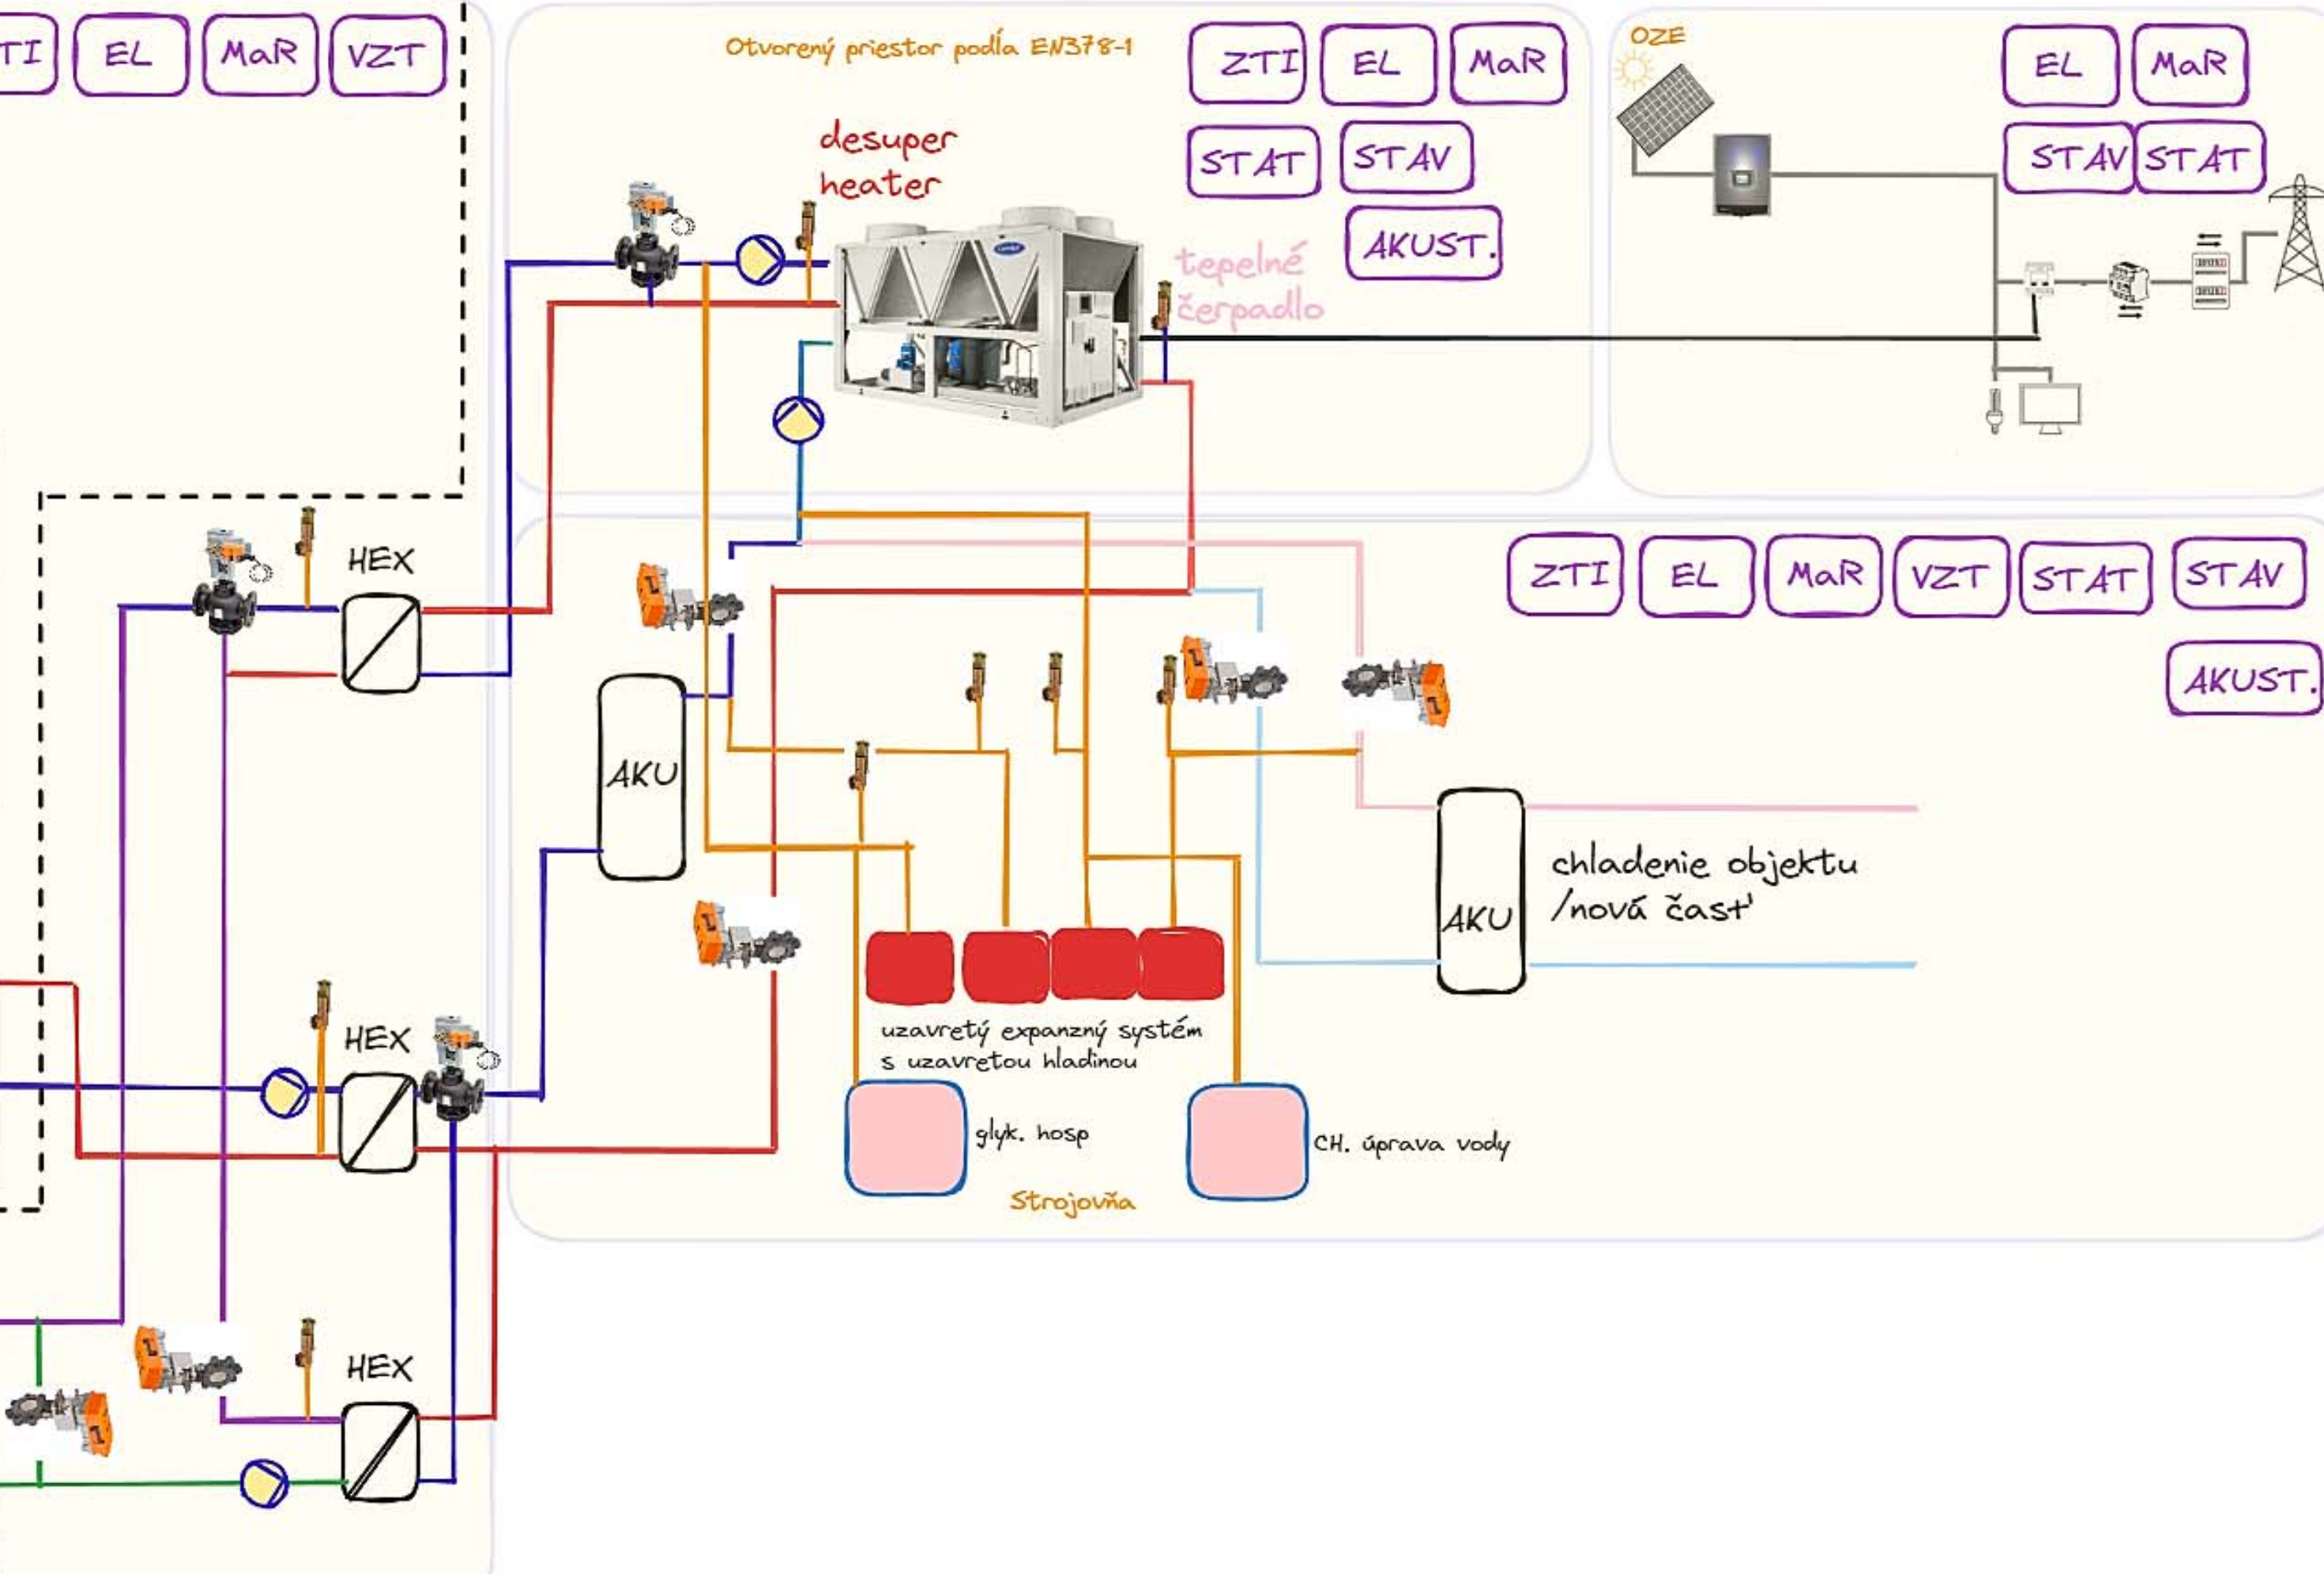 TI
EL
MaR
VZT
Otvorený priestor podľa EN378-1
ZTI
EL
MaR
STAT
STAV
AKUST.
desuper
heater
tepelné
čerpadlo
OZE
EL
MaR
STAV
STAT
HEX
ZTI
EL
MaR
VZT
STAT
STAV
AKUST.
AKU
AKU
chladenie objektu
/nová časť
HEX
uzavretý expanzný systém
s uzavretou hladinou
glyk. hosp
CH. úprava vody
Strojovňa
HEX